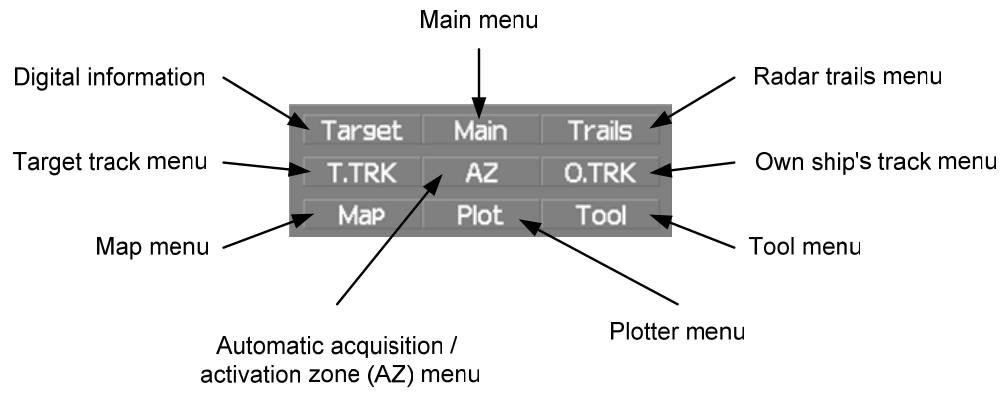 Main menu
Digital information
Radar trails menu
Target Main Trails
Target track menu
T.TRK AZ O.TRK
Own ship's track menu
Map Plot Tool
Map menu
Tool menu
Plotter menu
Automatic acquisition /
activation zone (AZ) menu